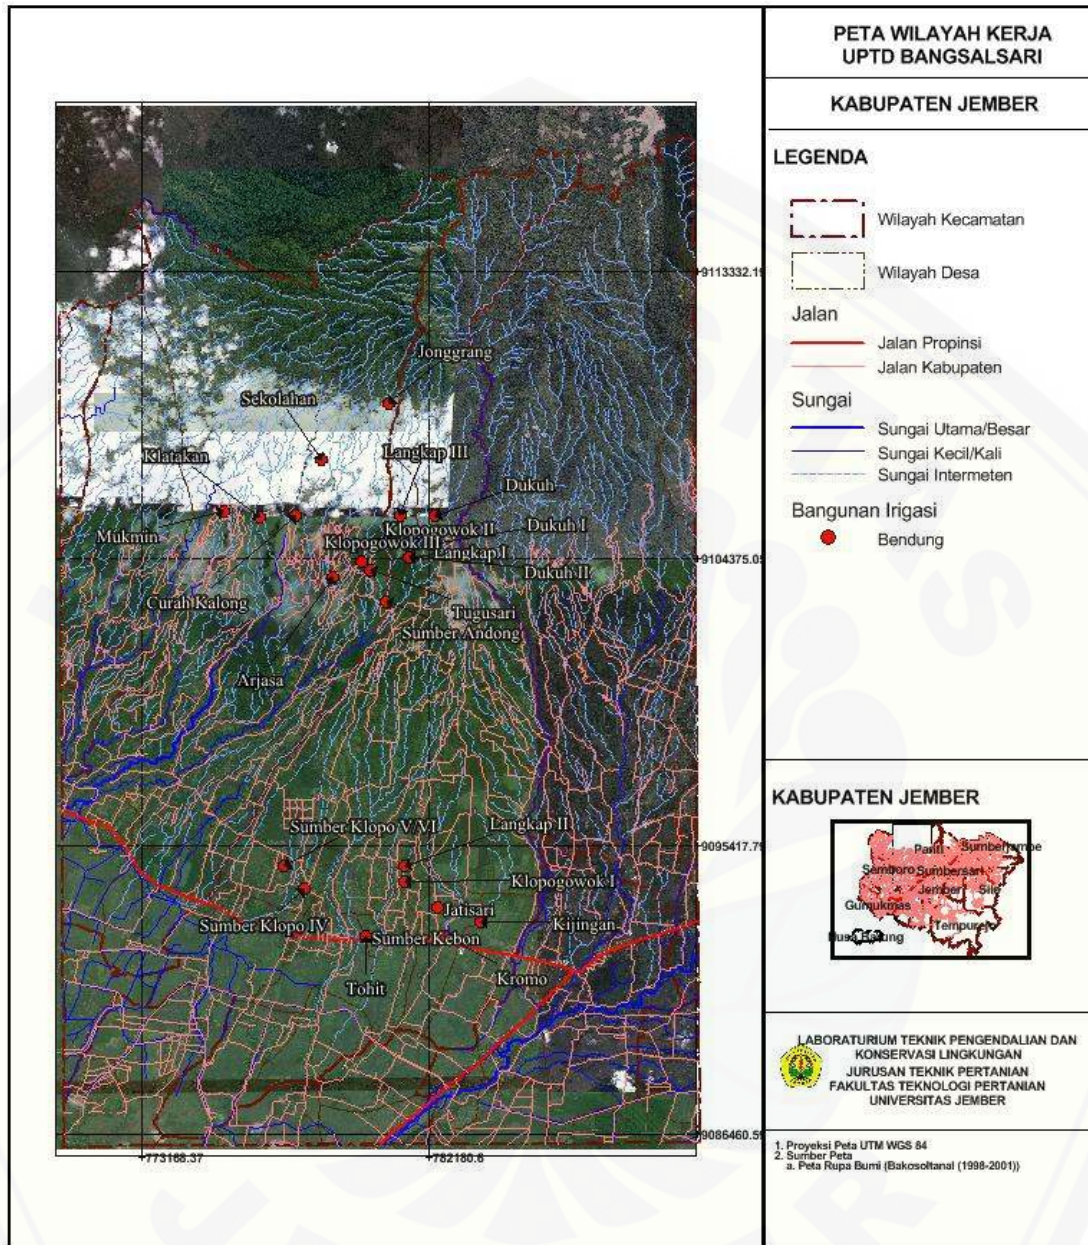 PETA WILAYAH KERJA
UPTD BANGSALSARI
KABUPATEN JEMBER
LEGENDA
Wilayah Kecamatan
Wilayah Desa
Jalan
Jalan Propinsi
Jalan Kabupaten
Sungai
Sungai Utama/Besar
Sungai Kecil/Kali
Sungai Intermeten
Bangunan Irigasi
Bendung
9113332.19
Jonggrang
Sekolahan
Klatakan
Langkap III
Dukuh
Mukmin
Klopogowok II
Dukuh I
Klopogowok III
Langkap I
9104375.05
Dukuh II
Curah Kalong
Tugusari
Sumber Andong
Arjasa
Sumber Klopo V/VI
Langkap II
9095417.79
Klopogowok I
Jatisari
Sumber Klopo IV
Sumber Kebon
Kijingan
Kromo
Tohit
9086460.59
773168.37
782180.6
KABUPATEN JEMBER
Panti
Sumberjambe
Semboro
Sumbersari
Jember
Silo
Gumukmas
Tempurejo
Nusa Barung
LABORATURIUM TEKNIK PENGENDALIAN DAN
KONSERVASI LINGKUNGAN
JURUSAN TEKNIK PERTANIAN
FAKULTAS TEKNOLOGI PERTANIAN
UNIVERSITAS JEMBER
1. Proyeksi Peta UTM WGS 84
2. Sumber Peta
a. Peta Rupa Bumi (Bakosoltanal (1998-2001))